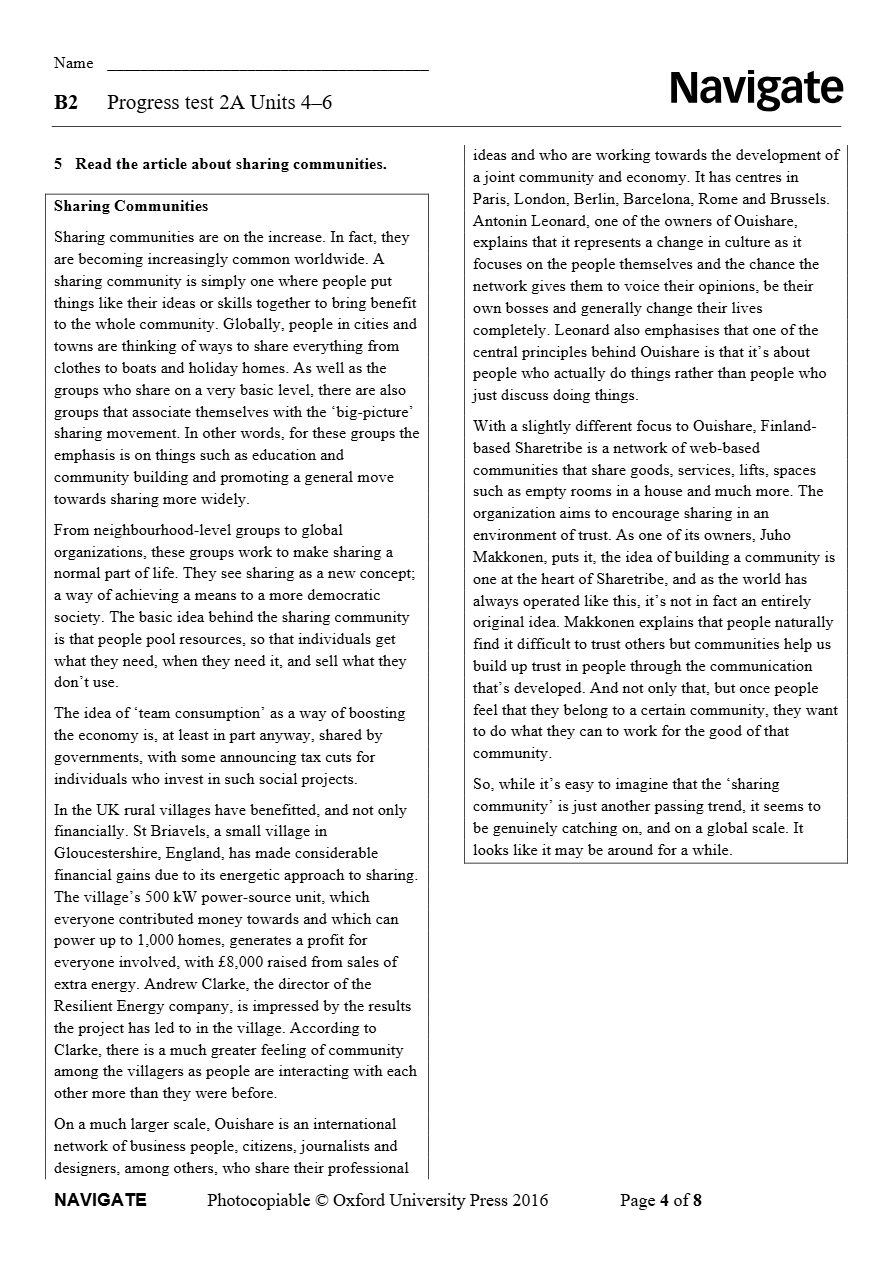 Name ________________________________________
Navigate
B2 Progress test 2A Units 4–6
5 Read the article about sharing communities.
Sharing Communities
Sharing communities are on the increase. In fact, they
are becoming increasingly common worldwide. A
sharing community is simply one where people put
things like their ideas or skills together to bring benefit
to the whole community. Globally, people in cities and
towns are thinking of ways to share everything from
clothes to boats and holiday homes. As well as the
groups who share on a very basic level, there are also
groups that associate themselves with the ‘big-picture’
sharing movement. In other words, for these groups the
emphasis is on things such as education and
community building and promoting a general move
towards sharing more widely.
From neighbourhood-level groups to global
organizations, these groups work to make sharing a
normal part of life. They see sharing as a new concept;
a way of achieving a means to a more democratic
society. The basic idea behind the sharing community
is that people pool resources, so that individuals get
what they need, when they need it, and sell what they
don’t use.
The idea of ‘team consumption’ as a way of boosting
the economy is, at least in part anyway, shared by
governments, with some announcing tax cuts for
individuals who invest in such social projects.
In the UK rural villages have benefitted, and not only
financially. St Briavels, a small village in
Gloucestershire, England, has made considerable
financial gains due to its energetic approach to sharing.
The village’s 500 kW power-source unit, which
everyone contributed money towards and which can
power up to 1,000 homes, generates a profit for
everyone involved, with £8,000 raised from sales of
extra energy. Andrew Clarke, the director of the
Resilient Energy company, is impressed by the results
the project has led to in the village. According to
Clarke, there is a much greater feeling of community
among the villagers as people are interacting with each
other more than they were before.
On a much larger scale, Ouishare is an international
network of business people, citizens, journalists and
designers, among others, who share their professional
ideas and who are working towards the development of
a joint community and economy. It has centres in
Paris, London, Berlin, Barcelona, Rome and Brussels.
Antonin Leonard, one of the owners of Ouishare,
explains that it represents a change in culture as it
focuses on the people themselves and the chance the
network gives them to voice their opinions, be their
own bosses and generally change their lives
completely. Leonard also emphasises that one of the
central principles behind Ouishare is that it’s about
people who actually do things rather than people who
just discuss doing things.
With a slightly different focus to Ouishare, Finland-
based Sharetribe is a network of web-based
communities that share goods, services, lifts, spaces
such as empty rooms in a house and much more. The
organization aims to encourage sharing in an
environment of trust. As one of its owners, Juho
Makkonen, puts it, the idea of building a community is
one at the heart of Sharetribe, and as the world has
always operated like this, it’s not in fact an entirely
original idea. Makkonen explains that people naturally
find it difficult to trust others but communities help us
build up trust in people through the communication
that’s developed. And not only that, but once people
feel that they belong to a certain community, they want
to do what they can to work for the good of that
community.
So, while it’s easy to imagine that the ‘sharing
community’ is just another passing trend, it seems to
be genuinely catching on, and on a global scale. It
looks like it may be around for a while.
NAVIGATE Photocopiable © Oxford University Press 2016 Page 4 of 8